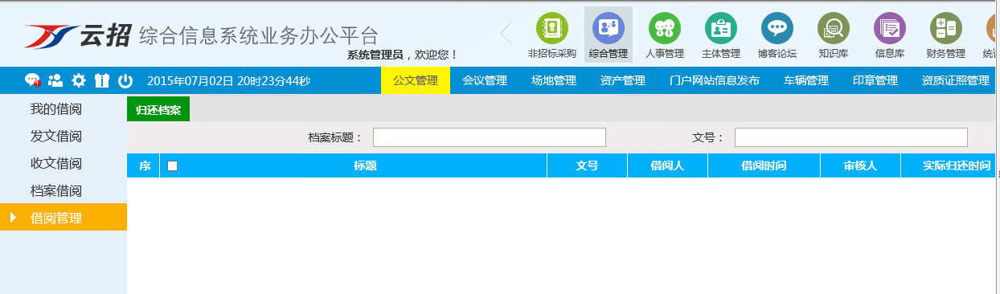 云招 综合信息系统业务办公平台
系统管理员，欢迎您！
非招标采购 综合管理 人事管理 主体管理 博客论坛 知识库 信息库 财务管理
2015年07月02日 20时23分44秒 公文管理 会议管理 场地管理 资产管理 门户网站信息发布 车辆管理 印章管理 资质证照管理
我的借阅
发文借阅
收文借阅
档案借阅
借阅管理
归还档案
档案标题： 文号：
序 标题 文号 借阅人 借阅时间 审核人 实际归还时间